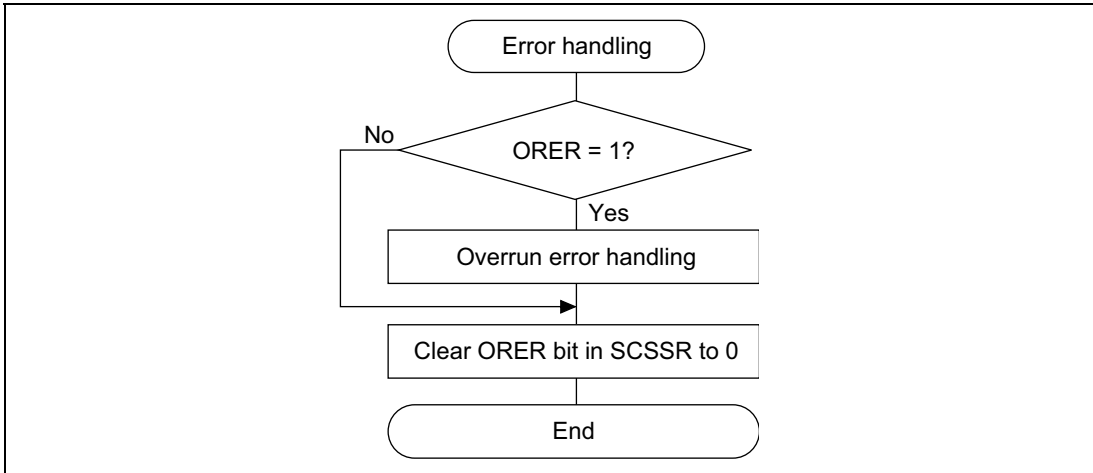 Error handling
No
ORER = 1?
Yes
Overrun error handling
Clear ORER bit in SCSSR to 0
End